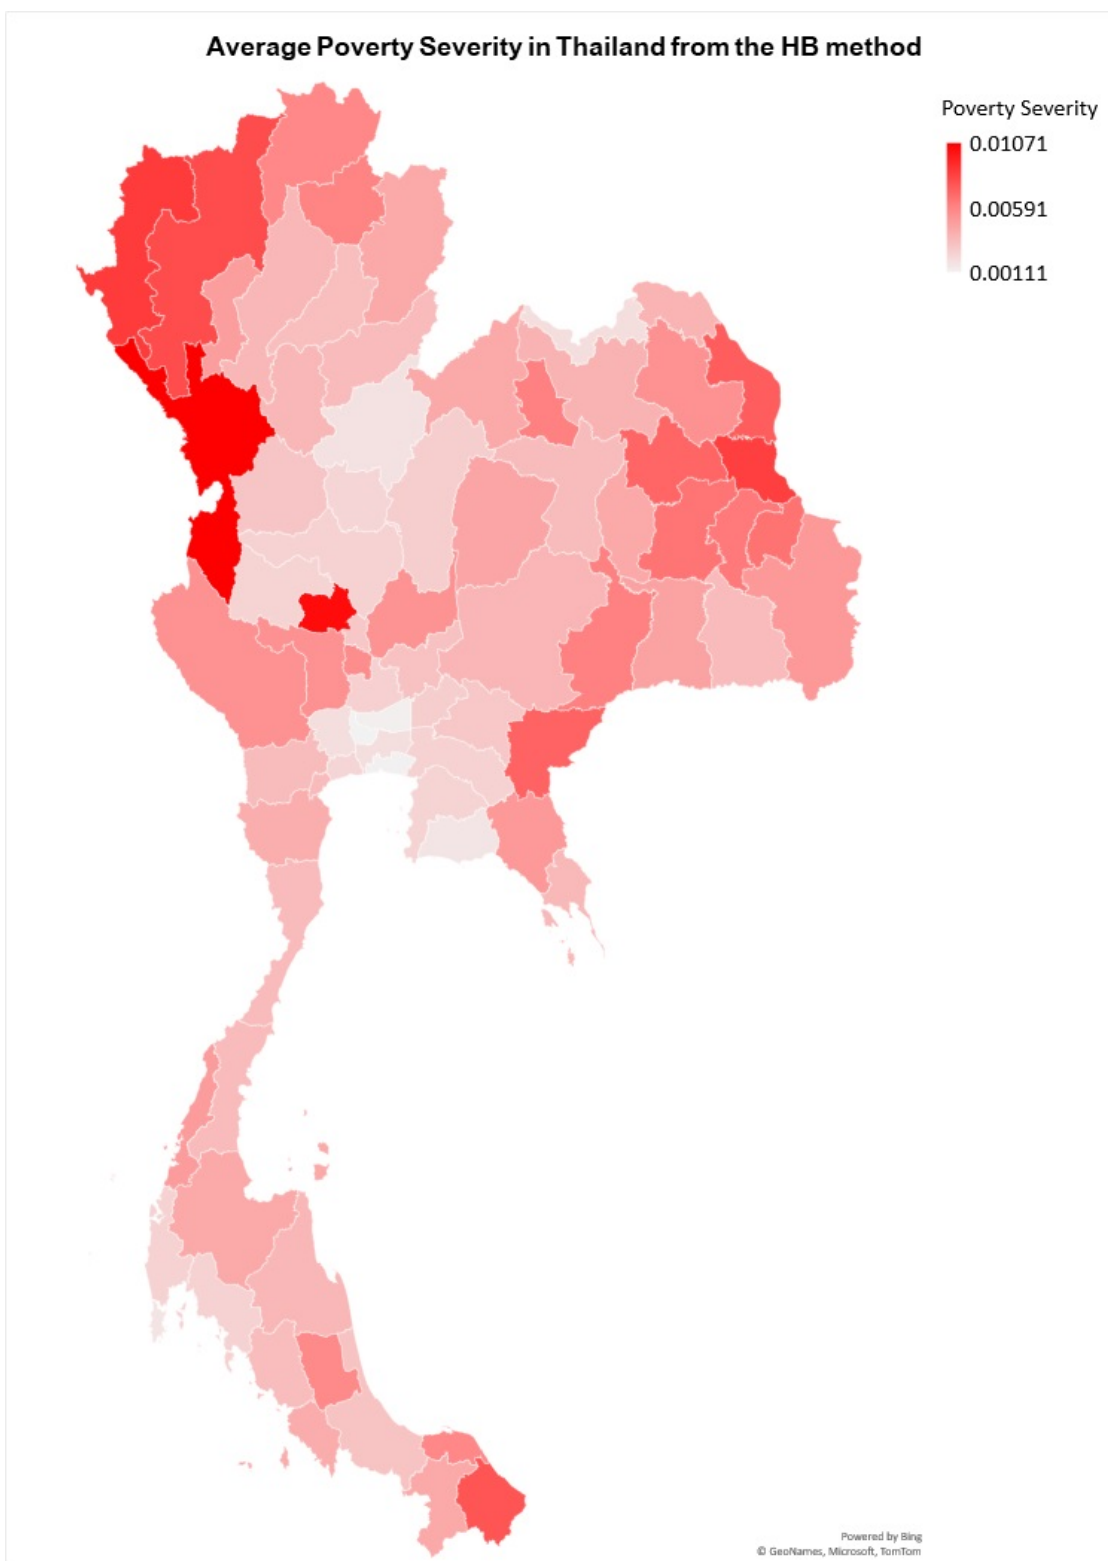 Average Poverty Severity in Thailand from the HB method
Poverty Severity
0.01071
0.00591
0.00111
Powered by Bing
© GeoNames, Microsoft, TomTom